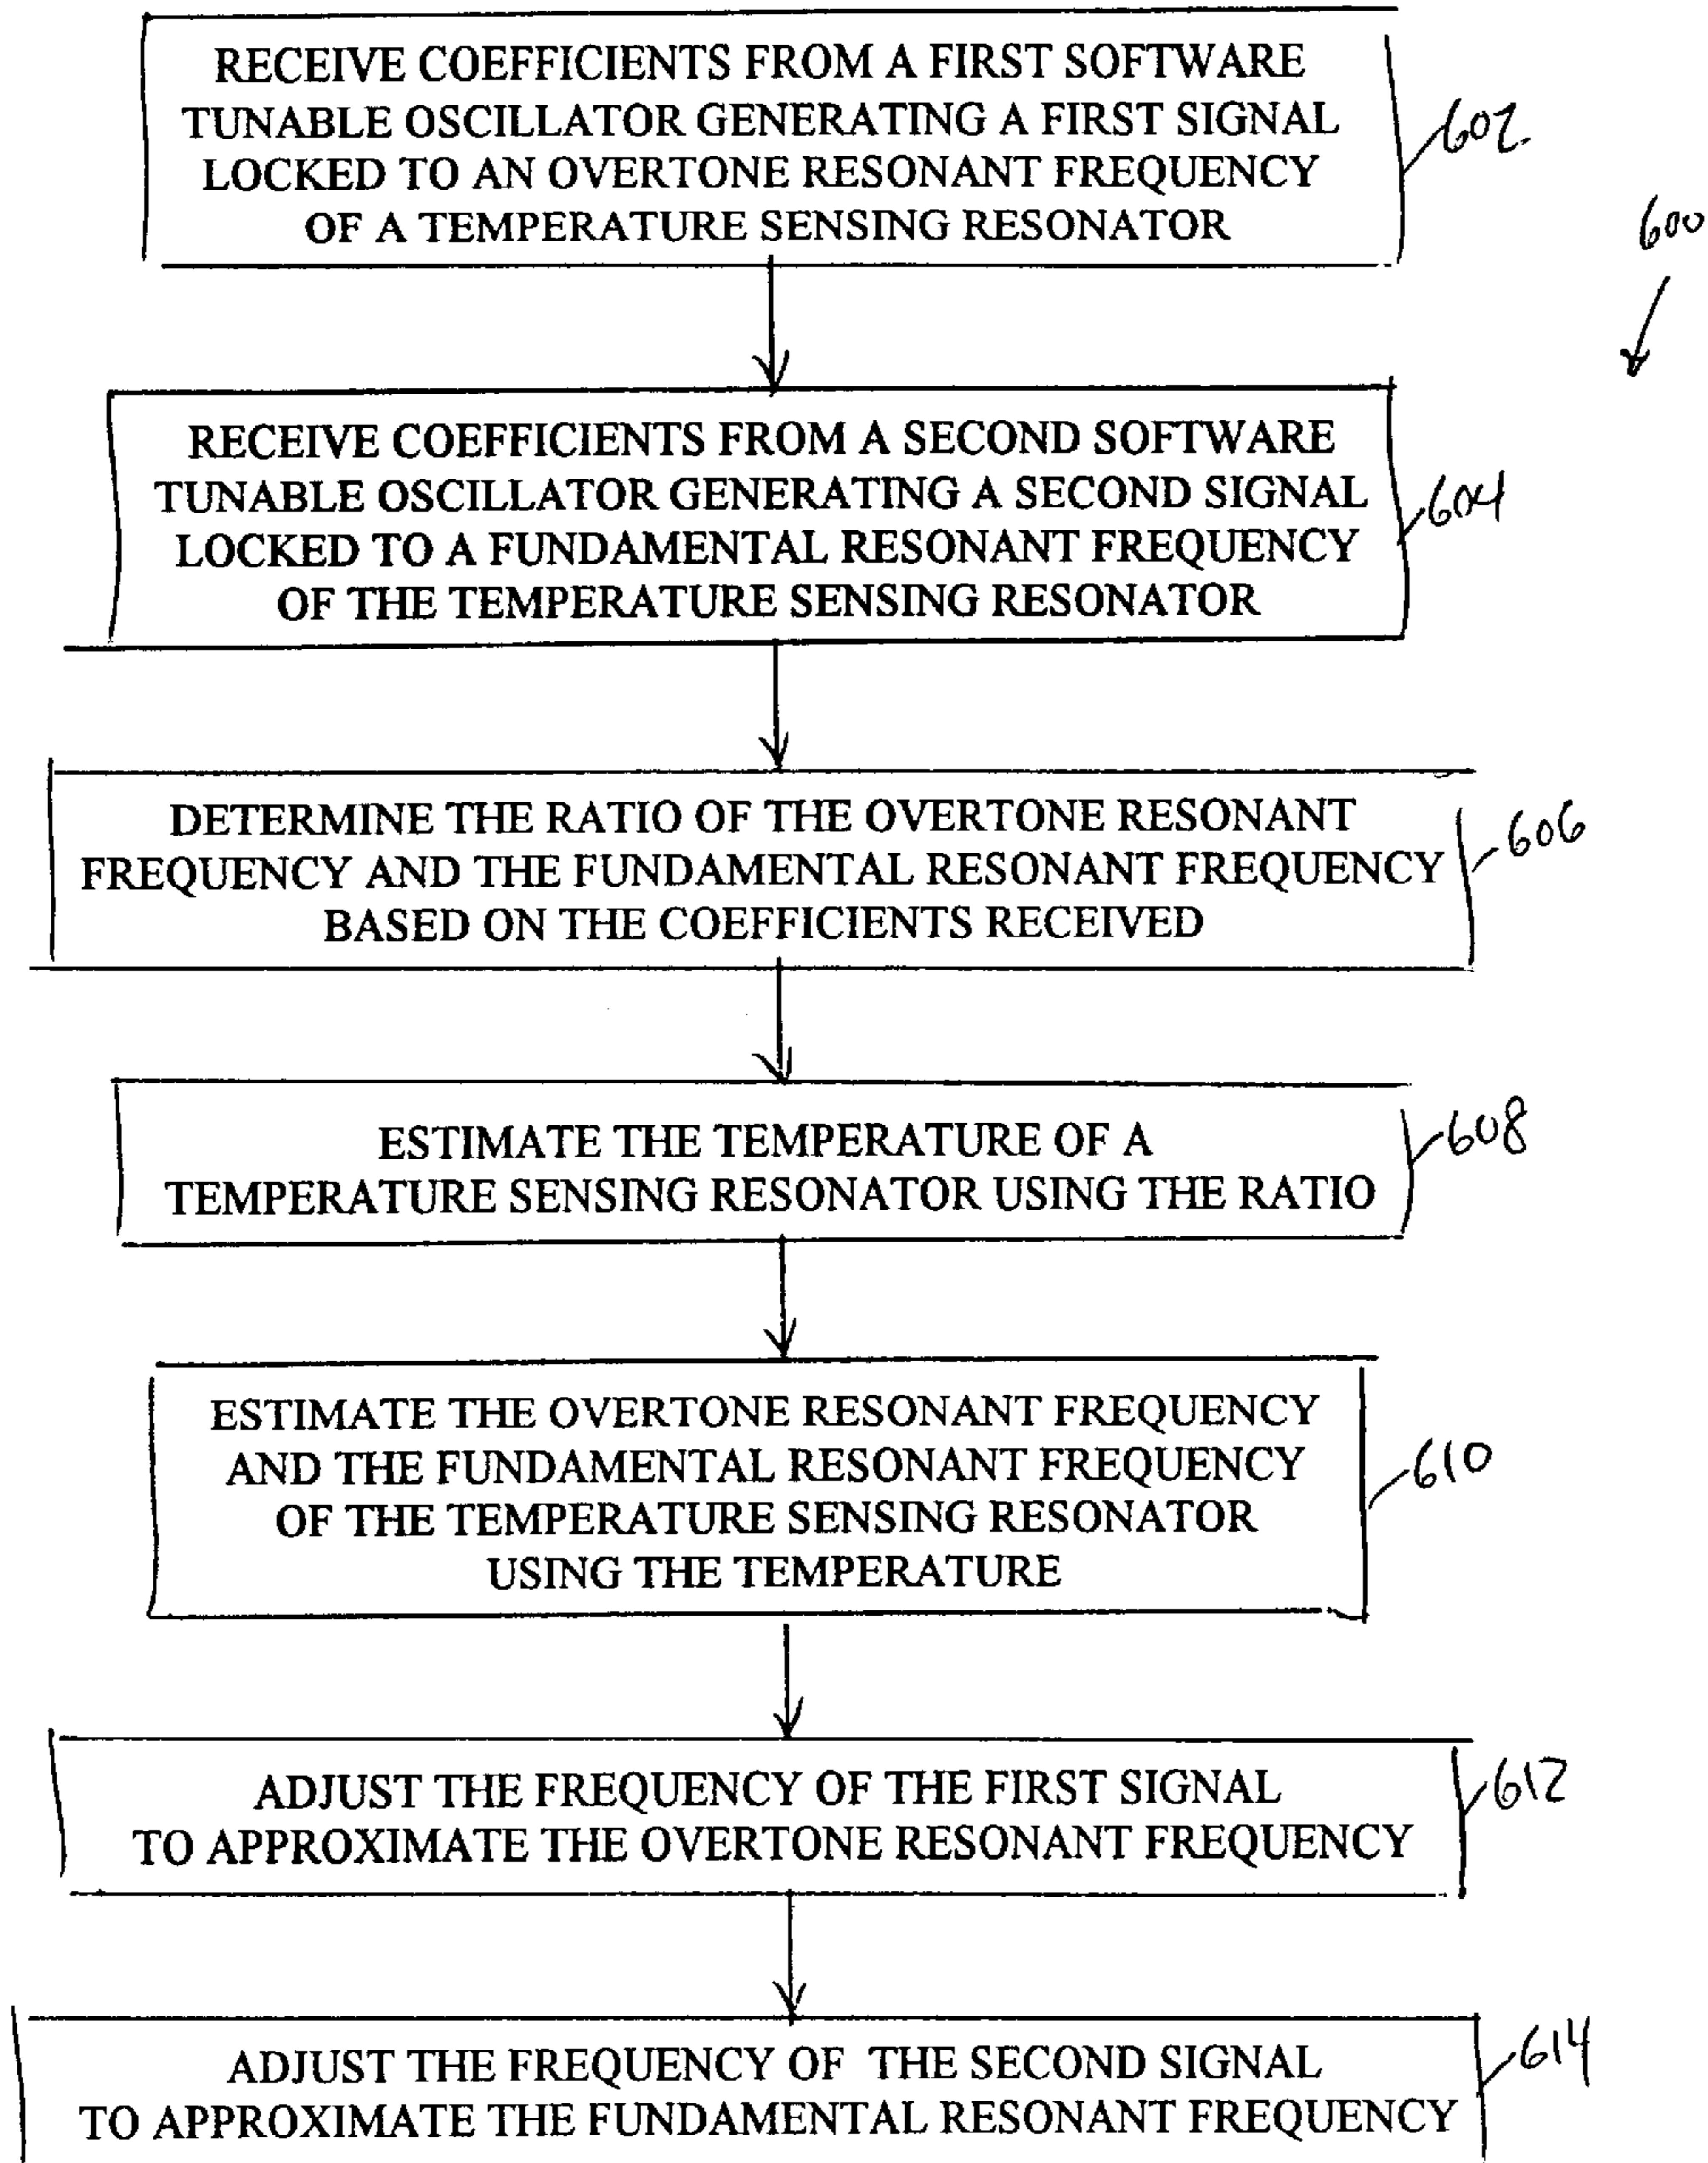 RECEIVE COEFFICIENTS FROM A FIRST SOFTWARE
TUNABLE OSCILLATOR GENERATING A FIRST SIGNAL
LOCKED TO AN OVERTONE RESONANT FREQUENCY
OF A TEMPERATURE SENSING RESONATOR
602
600
RECEIVE COEFFICIENTS FROM A SECOND SOFTWARE
TUNABLE OSCILLATOR GENERATING A SECOND SIGNAL
LOCKED TO A FUNDAMENTAL RESONANT FREQUENCY
OF THE TEMPERATURE SENSING RESONATOR
604
DETERMINE THE RATIO OF THE OVERTONE RESONANT
FREQUENCY AND THE FUNDAMENTAL RESONANT FREQUENCY
BASED ON THE COEFFICIENTS RECEIVED
606
ESTIMATE THE TEMPERATURE OF A
TEMPERATURE SENSING RESONATOR USING THE RATIO
608
ESTIMATE THE OVERTONE RESONANT FREQUENCY
AND THE FUNDAMENTAL RESONANT FREQUENCY
OF THE TEMPERATURE SENSING RESONATOR
USING THE TEMPERATURE
610
ADJUST THE FREQUENCY OF THE FIRST SIGNAL
TO APPROXIMATE THE OVERTONE RESONANT FREQUENCY
612
ADJUST THE FREQUENCY OF THE SECOND SIGNAL
TO APPROXIMATE THE FUNDAMENTAL RESONANT FREQUENCY
614